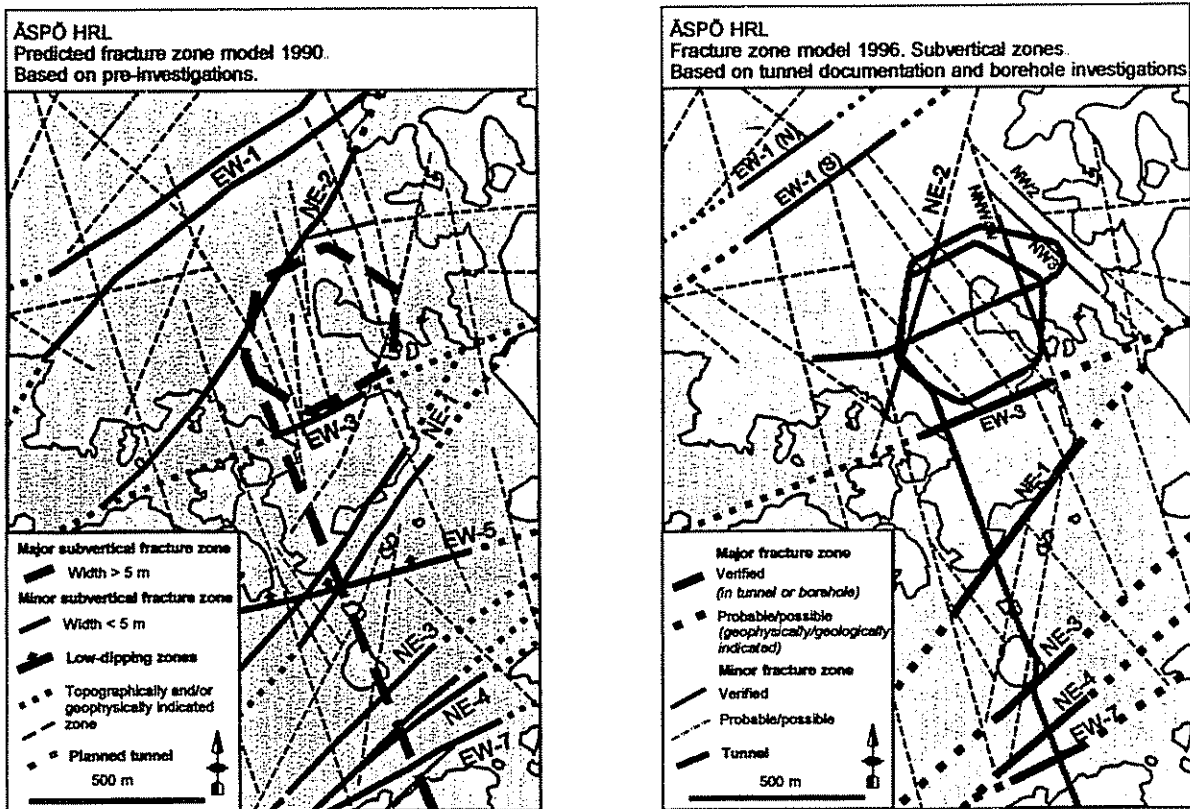 ÄSPÖ HRL
Predicted fracture zone model 1990.
Based on pre-investigations.
EW-1
NE-2
EW-3
NE-1
EW-5
NE-3
NE-4
EW-7
Major subvertical fracture zone
Width > 5 m
Minor subvertical fracture zone
Width < 5 m
Low-dipping zones
Topographically and/or
geophysically indicated
zone
Planned tunnel
500 m
ÄSPÖ HRL
Fracture zone model 1996. Subvertical zones.
Based on tunnel documentation and borehole investigations
EW-1 (N)
EW-1 (S)
NE-2
NW2
NW3
EW-3
NE-1
NE-3
NE-4
EW-7
Major fracture zone
Verified
(in tunnel or borehole)
Probable/possible
(geophysically/geologically
indicated)
Minor fracture zone
Verified
Probable/possible
Tunnel
500 m